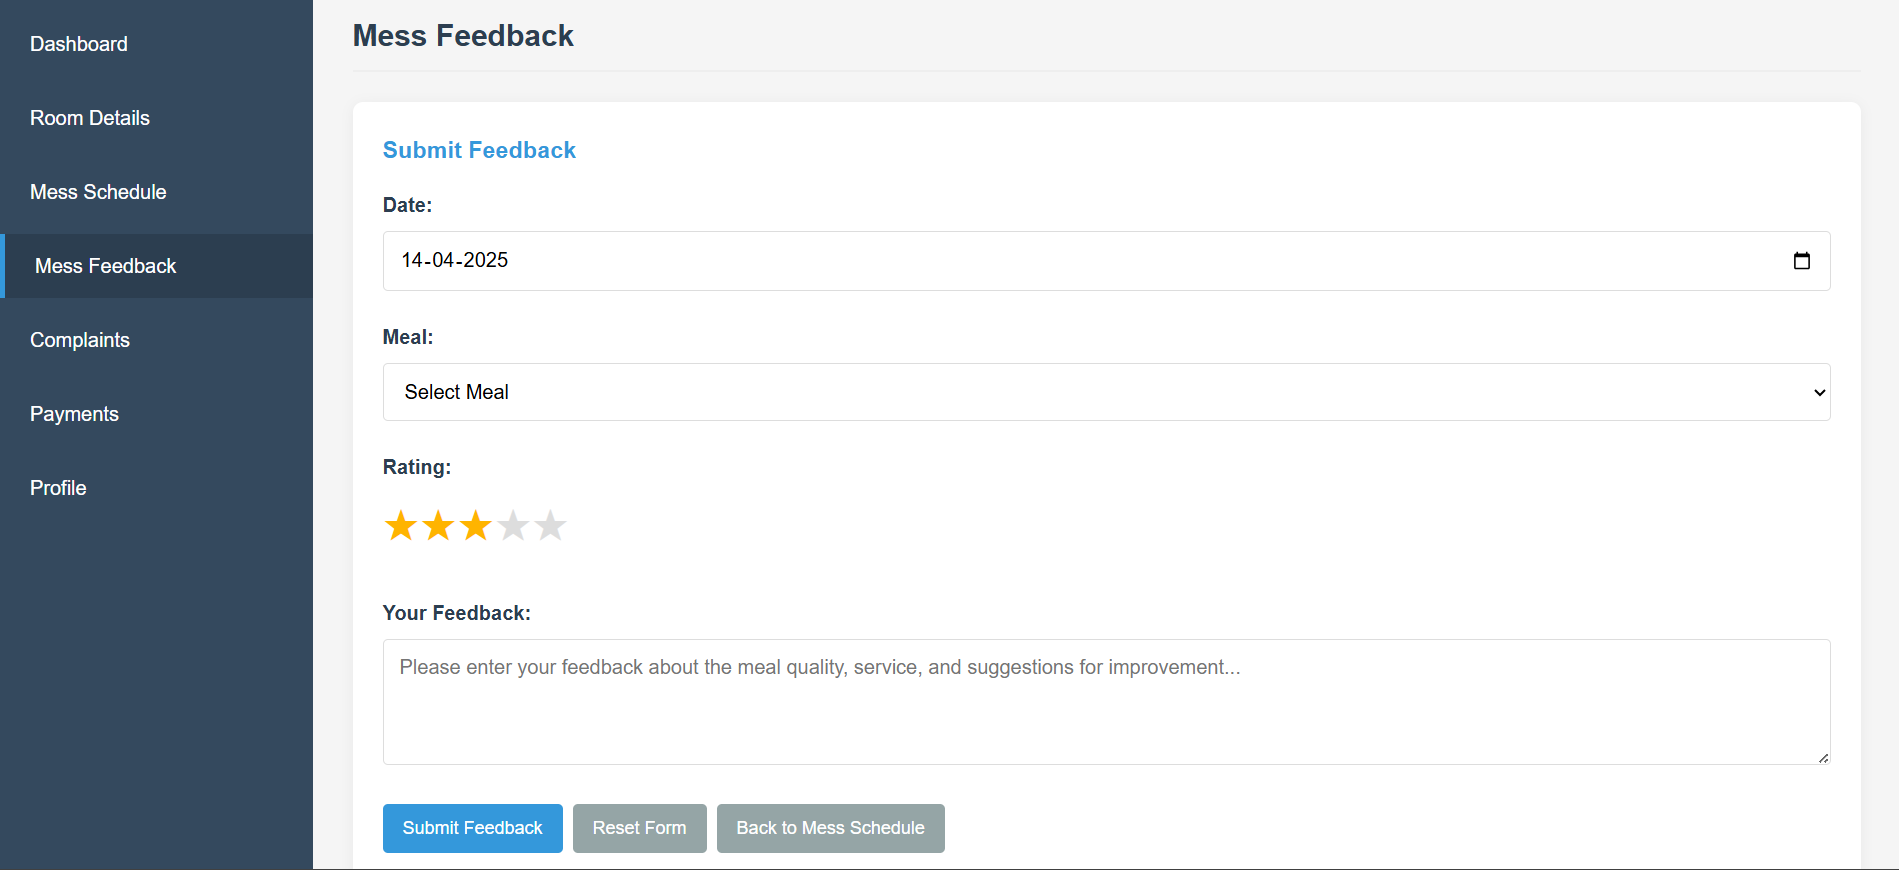 Dashboard
Room Details
Mess Schedule
Mess Feedback
Complaints
Payments
Profile
Mess Feedback
Submit Feedback
Date:
14-04-2025
Meal:
Select Meal
Rating:
Your Feedback:
Please enter your feedback about the meal quality, service, and suggestions for improvement...
Submit Feedback
Reset Form
Back to Mess Schedule